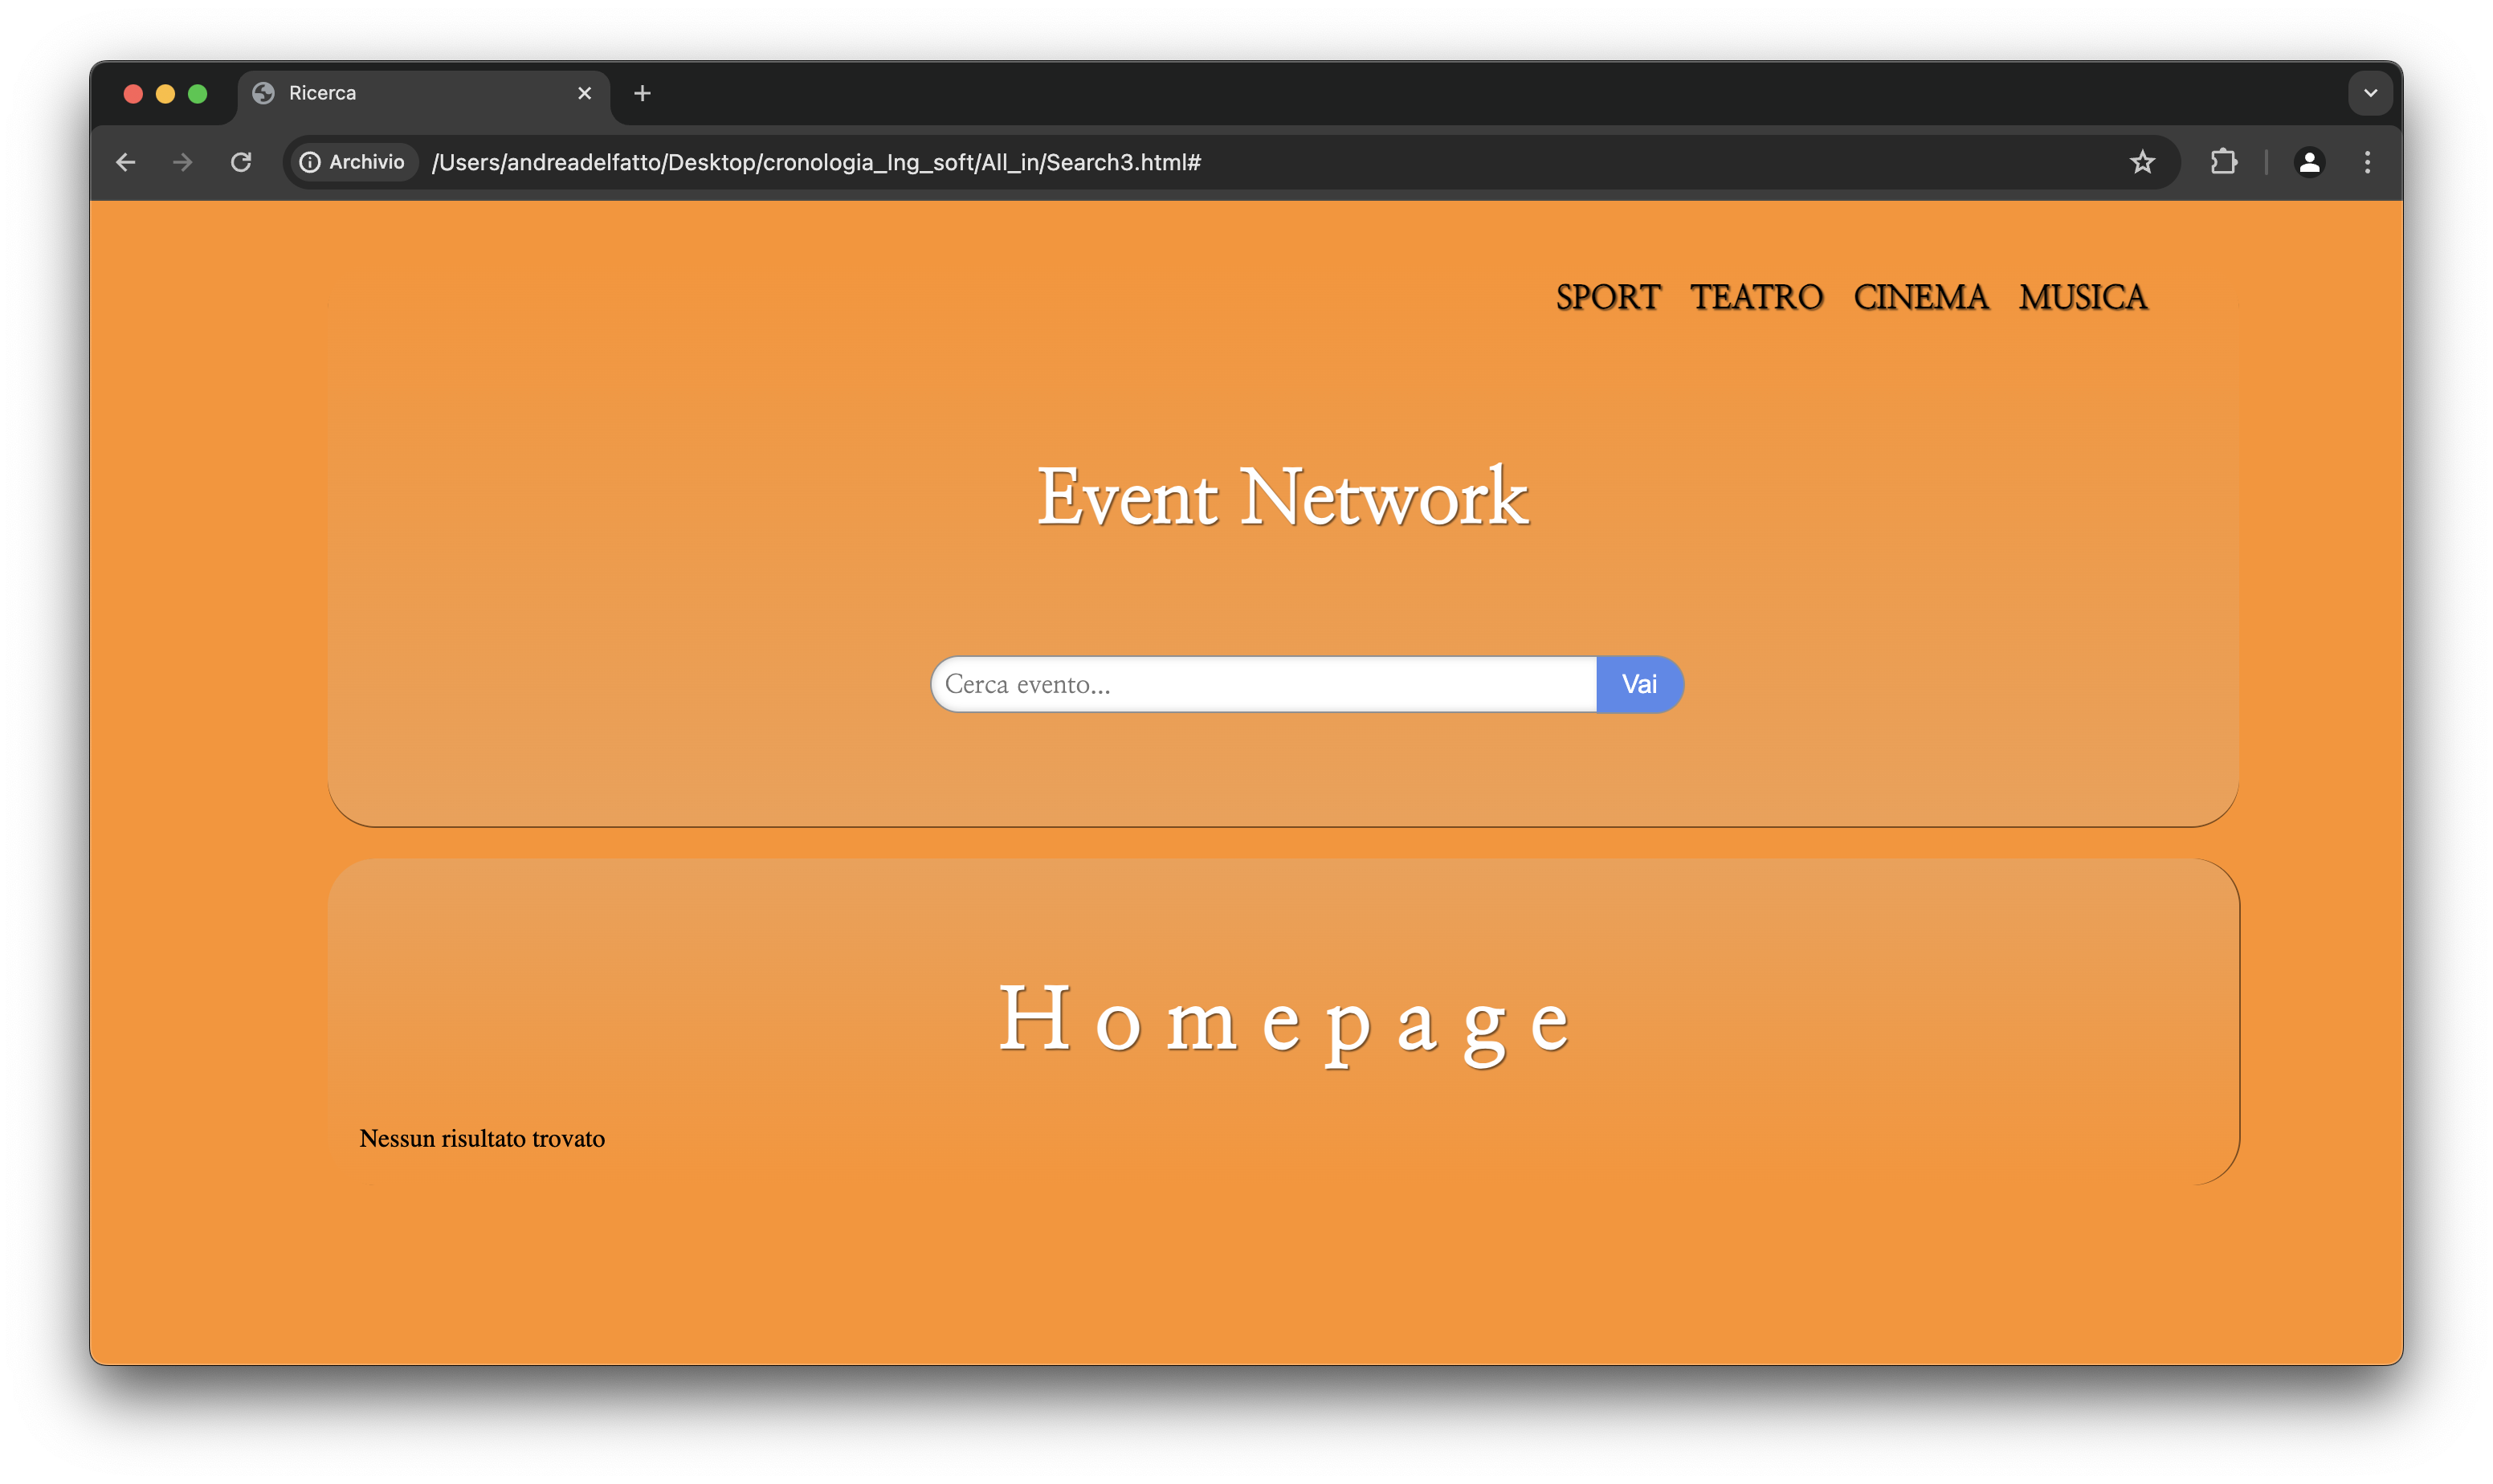 Ricerca
Archivio /Users/andreadelfatto/Desktop/cronologia_Ing_soft/All_in/Search3.html#
SPORT TEATRO CINEMA MUSICA
Event Network
Cerca evento... Vai
Homepage
Nessun risultato trovato